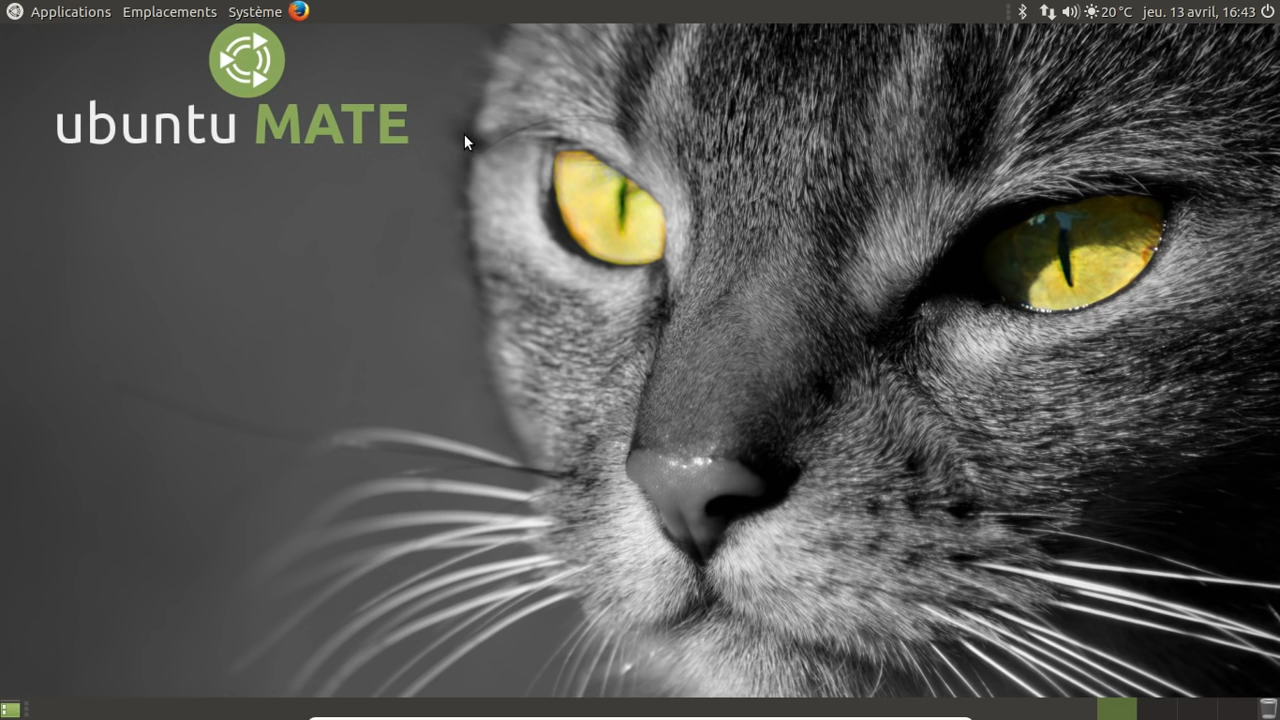 Applications Emplacements Système 20 °C jeu. 13 avril, 16:43
ubuntu MATE